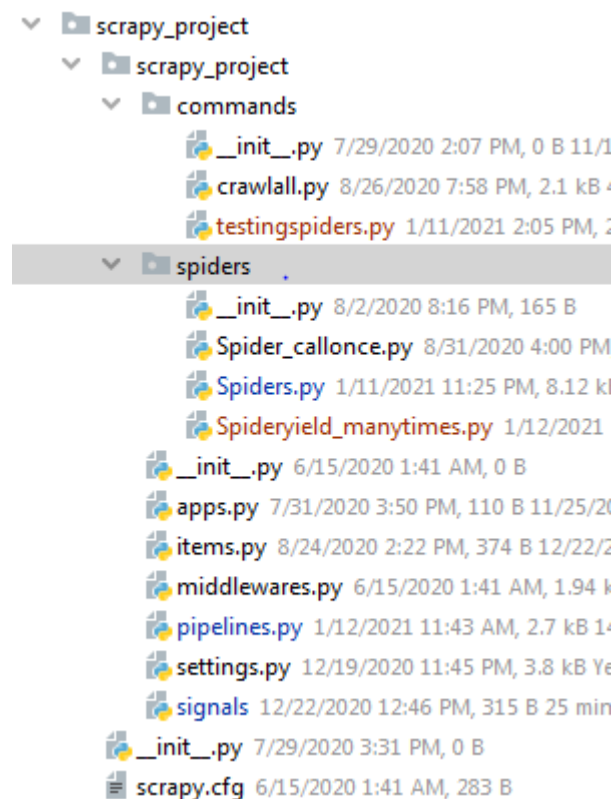 scrapy_project
scrapy_project
commands
__init__.py 7/29/2020 2:07 PM, 0 B 11/1
crawlall.py 8/26/2020 7:58 PM, 2.1 kB 4
testingspiders.py 1/11/2021 2:05 PM, 2
spiders
__init__.py 8/2/2020 8:16 PM, 165 B
Spider_callonce.py 8/31/2020 4:00 PM
Spiders.py 1/11/2021 11:25 PM, 8.12 k
Spideryield_manytimes.py 1/12/2021
__init__.py 6/15/2020 1:41 AM, 0 B
apps.py 7/31/2020 3:50 PM, 110 B 11/25/20
items.py 8/24/2020 2:22 PM, 374 B 12/22/2
middlewares.py 6/15/2020 1:41 AM, 1.94 k
pipelines.py 1/12/2021 11:43 AM, 2.7 kB 14
settings.py 12/19/2020 11:45 PM, 3.8 kB Ye
signals 12/22/2020 12:46 PM, 315 B 25 min
__init__.py 7/29/2020 3:31 PM, 0 B
scrapy.cfg 6/15/2020 1:41 AM, 283 B